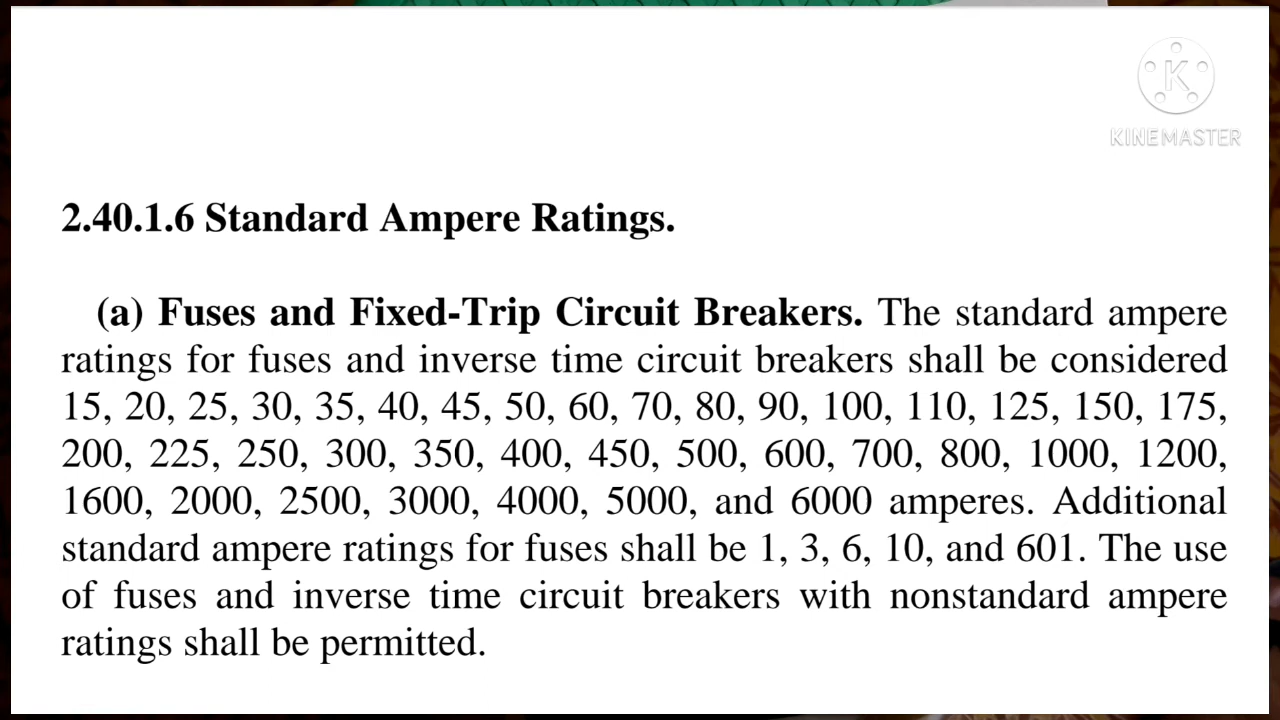 KINEMASTER
2.40.1.6 Standard Ampere Ratings.
(a) Fuses and Fixed-Trip Circuit Breakers. The standard ampere
ratings for fuses and inverse time circuit breakers shall be considered
15, 20, 25, 30, 35, 40, 45, 50, 60, 70, 80, 90, 100, 110, 125, 150, 175,
200, 225, 250, 300, 350, 400, 450, 500, 600, 700, 800, 1000, 1200,
1600, 2000, 2500, 3000, 4000, 5000, and 6000 amperes. Additional
standard ampere ratings for fuses shall be 1, 3, 6, 10, and 601. The use
of fuses and inverse time circuit breakers with nonstandard ampere
ratings shall be permitted.